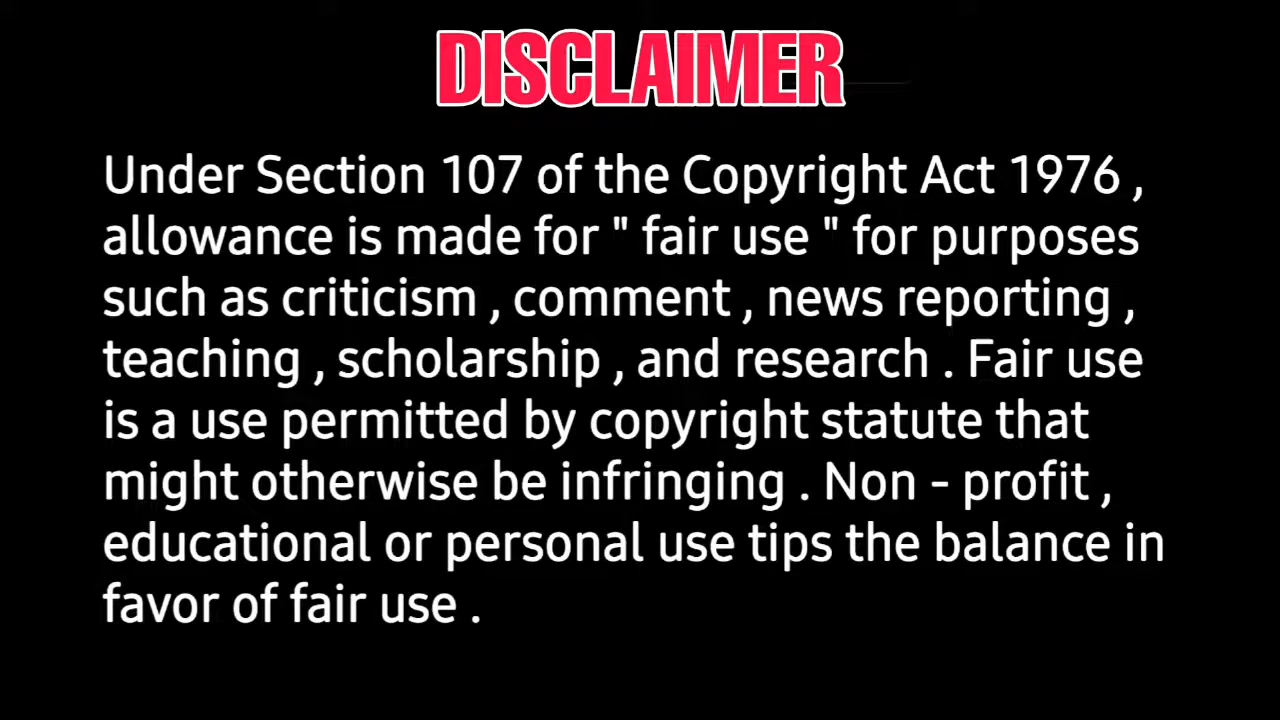 DISCLAIMER
Under Section 107 of the Copyright Act 1976 ,
allowance is made for " fair use " for purposes
such as criticism , comment , news reporting ,
teaching , scholarship , and research . Fair use
is a use permitted by copyright statute that
might otherwise be infringing . Non - profit ,
educational or personal use tips the balance in
favor of fair use .